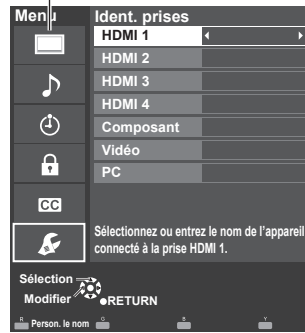 Menu
Ident. prises
HDMI 1
HDMI 2
HDMI 3
HDMI 4
Composant
Vidéo
PC
CC
Sélectionnez ou entrez le nom de l'appareil
connecté à la prise HDMI 1.
Sélection
Modifier
RETURN
R G B Y
Person. le nom